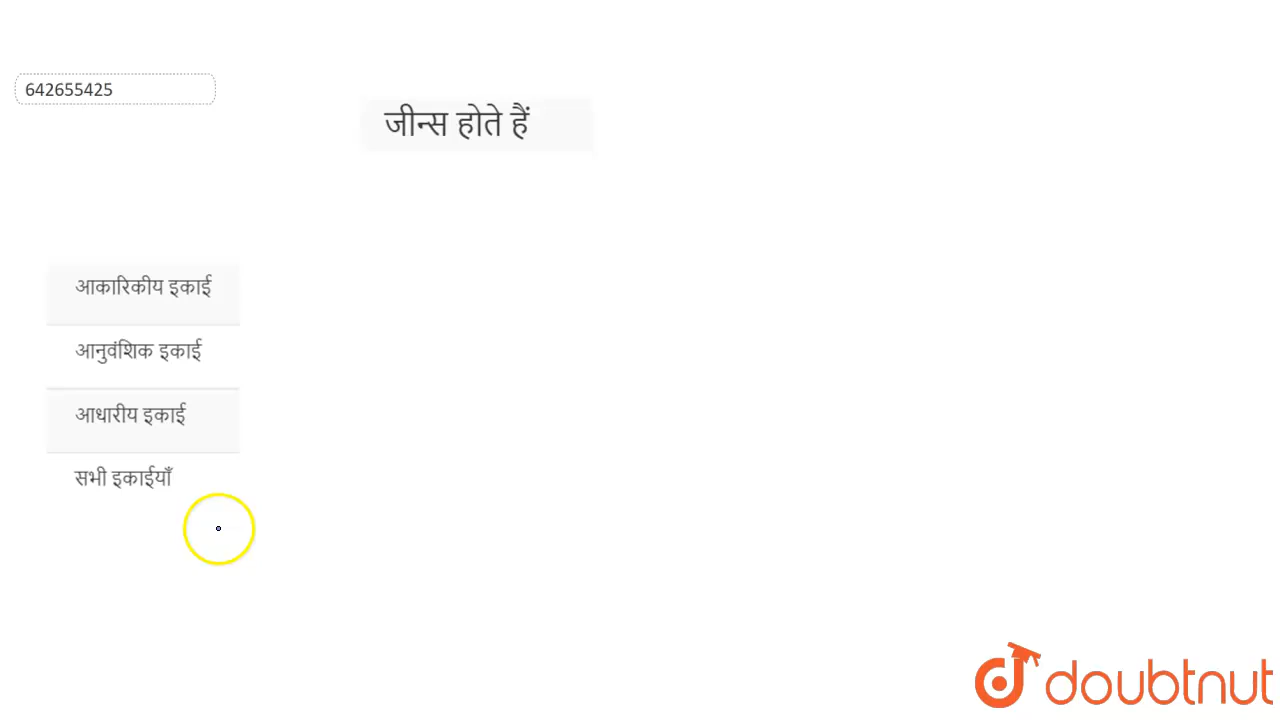 642655425
जीन्स होते हैं
आकारिकीय इकाई
आनुवंशिक इकाई
आधारीय इकाई
सभी इकाईयाँ
doubtnut